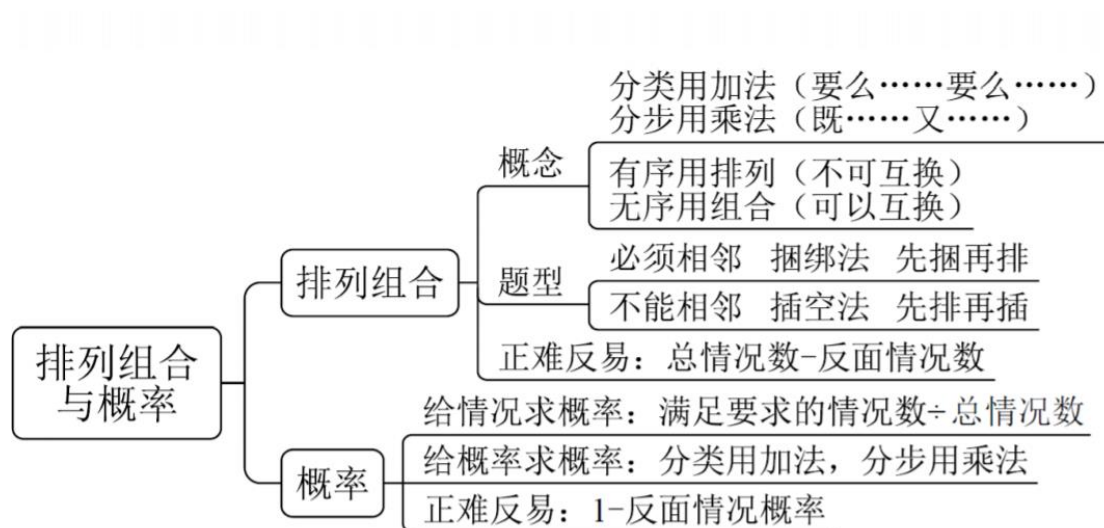 分类用加法（要么……要么……）
分步用乘法（既……又……）
概念
有序用排列（不可互换）
无序用组合（可以互换）
排列组合
题型
必须相邻 捆绑法 先捆再排
不能相邻 插空法 先排再插
正难反易：总情况数-反面情况数
排列组合
与概率
给情况求概率：满足要求的情况数÷总情况数
概率
给概率求概率：分类用加法，分步用乘法
正难反易：1-反面情况概率